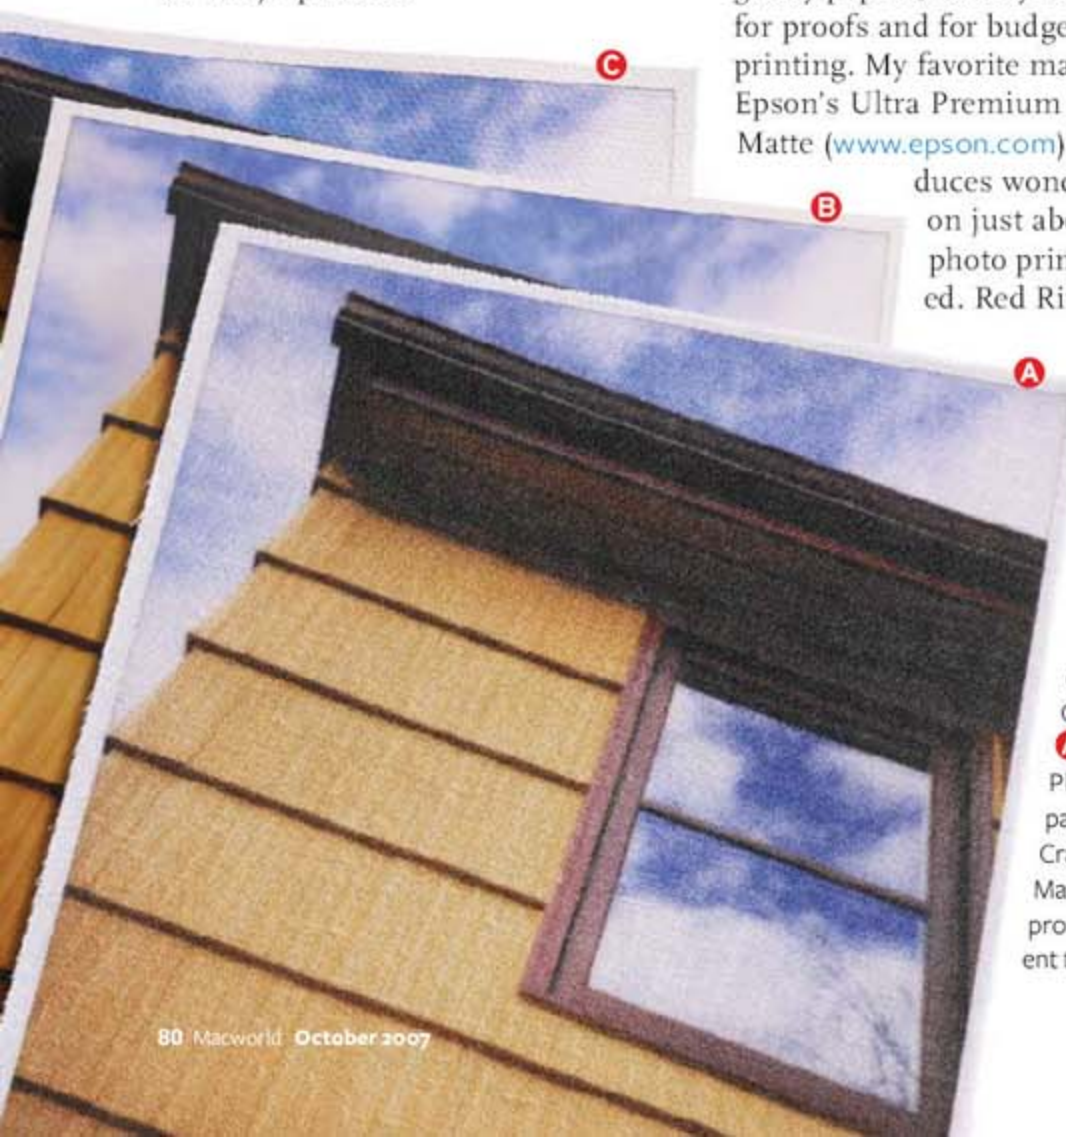 for proofs and for budge
printing. My favorite ma
Epson's Ultra Premium
Matte (www.epson.com)
duces wond
on just ab
photo prin
ed. Red Ri
C
B
A
Pl
pa
Cr
Ma
pro
ent
80 Macworld October 2007